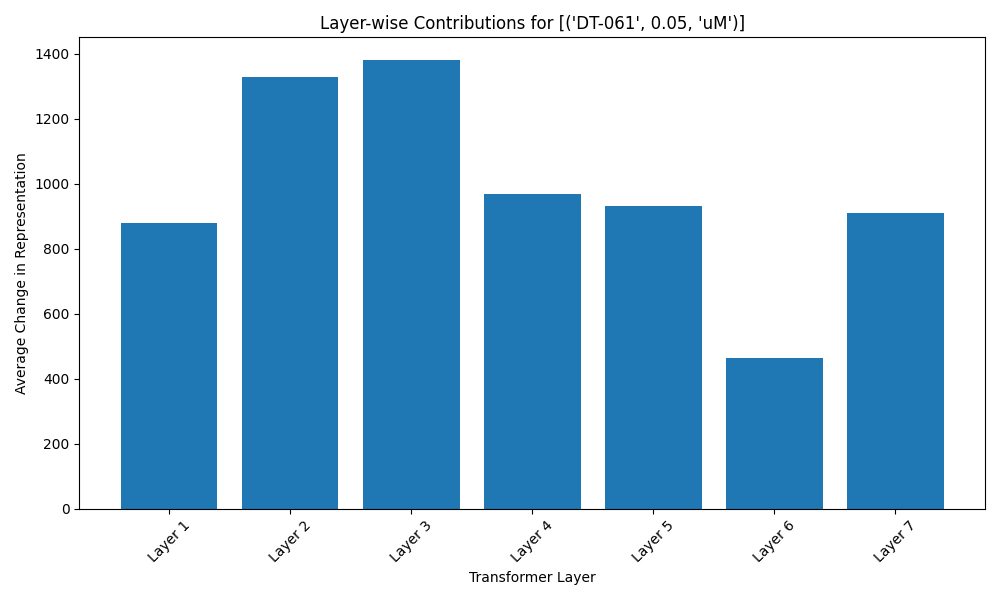 Layer-wise Contributions for [('DT-061', 0.05, 'uM')]
Average Change in Representation
1400
1200
1000
800
600
400
200
0
Layer 1
Layer 2
Layer 3
Layer 4
Layer 5
Layer 6
Layer 7
Transformer Layer